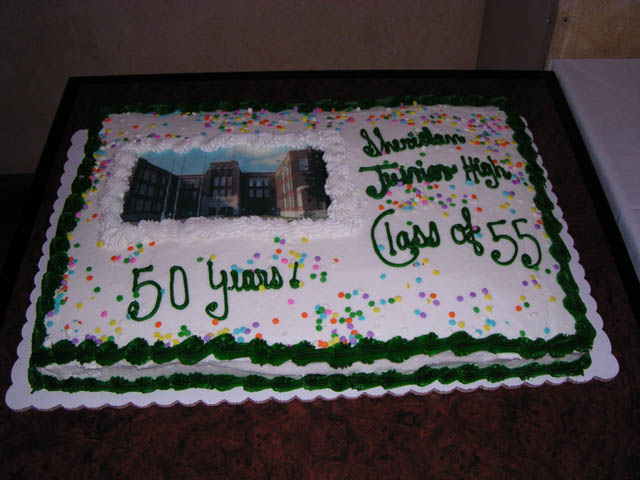 Sheridan
Junior High
Class of 55
50 years!